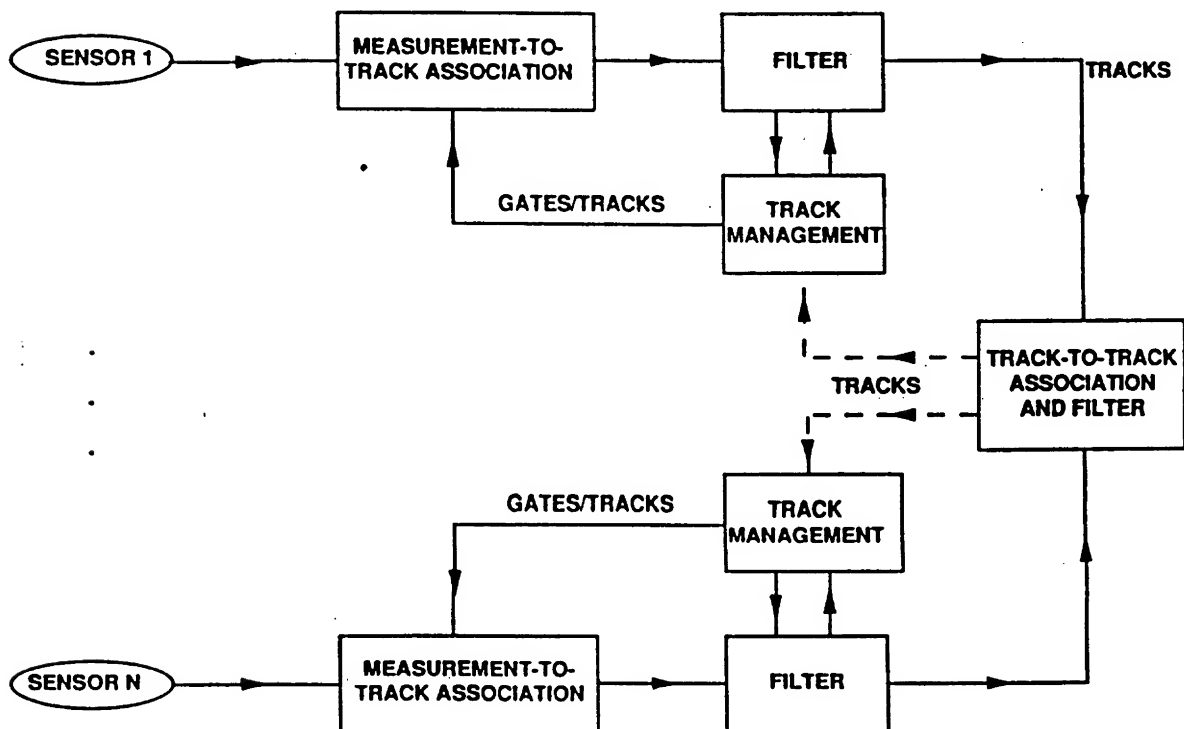 SENSOR 1
MEASUREMENT-TO-
TRACK ASSOCIATION
FILTER
TRACKS
GATES/TRACKS
TRACK
MANAGEMENT
TRACK-TO-TRACK
ASSOCIATION
AND FILTER
TRACKS
GATES/TRACKS
TRACK
MANAGEMENT
SENSOR N
MEASUREMENT-TO-
TRACK ASSOCIATION
FILTER